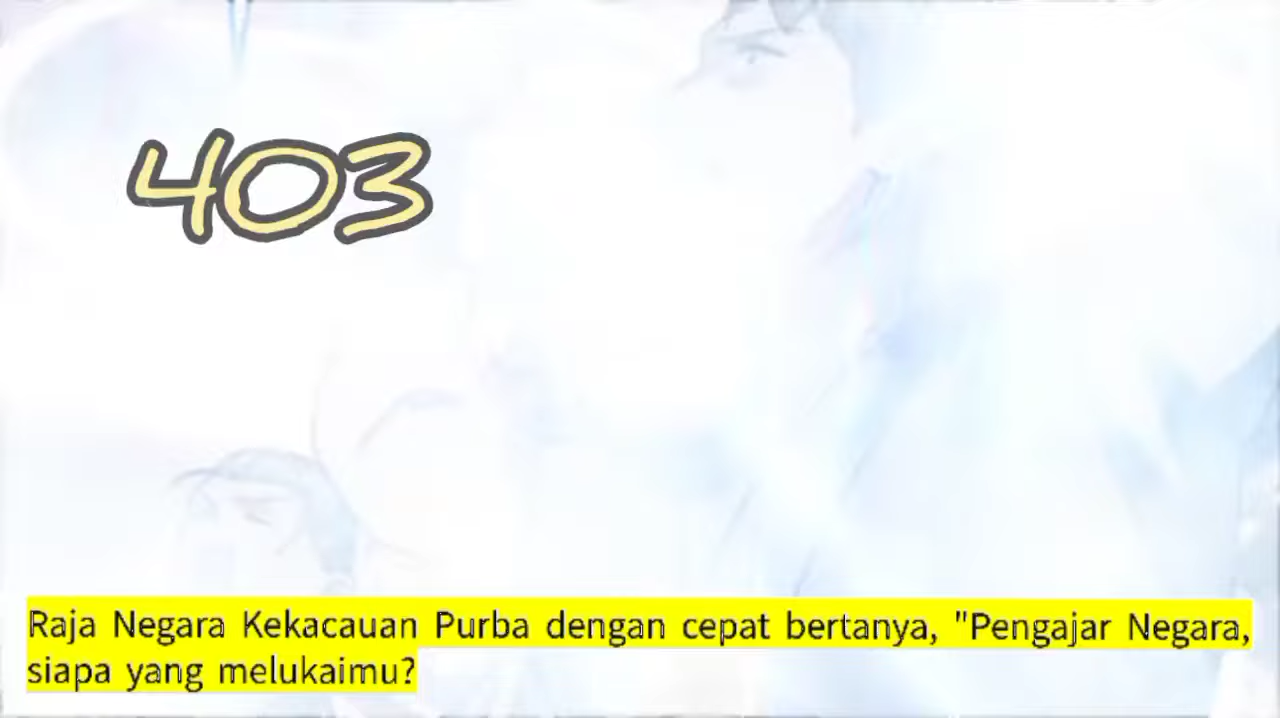 403
Raja Negara Kekacauan Purba dengan cepat bertanya, "Pengajar Negara,
siapa yang melukaimu?